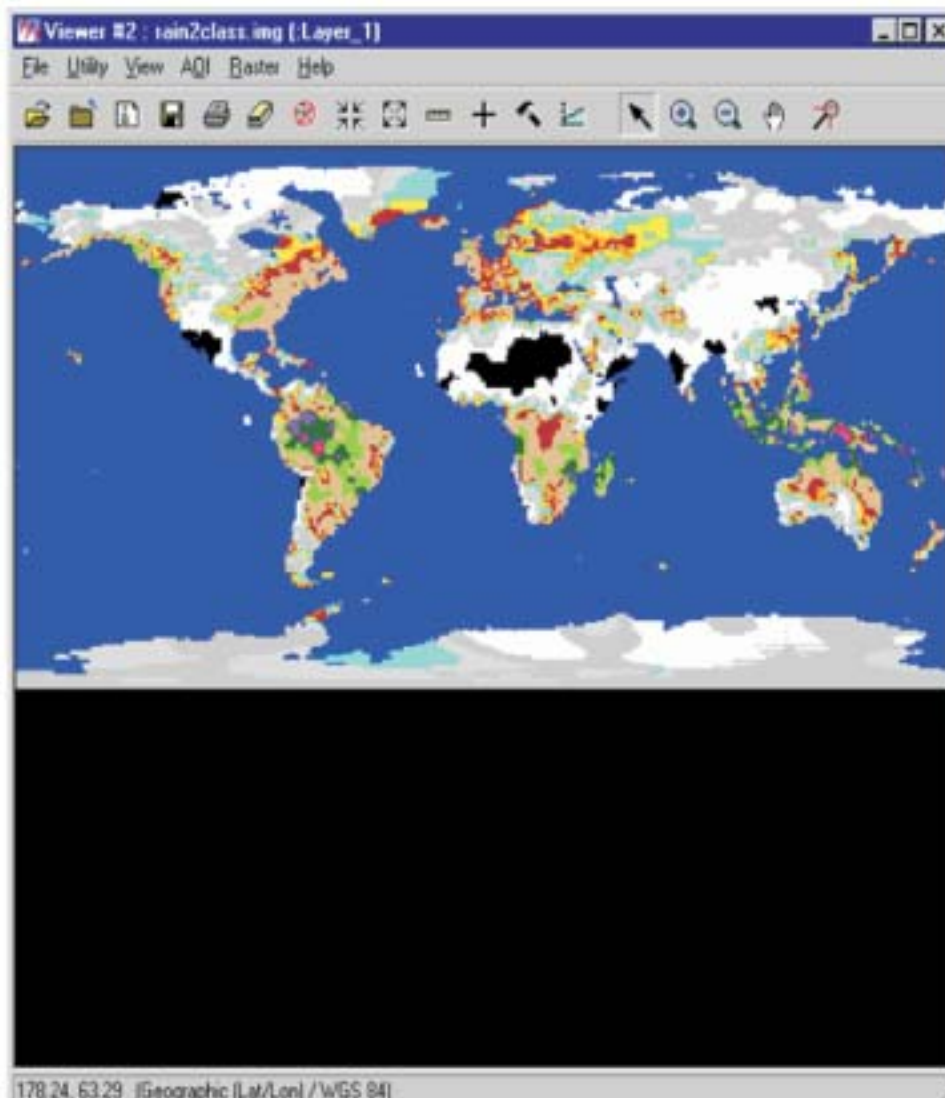 Viewer #2 : rain2class.img (:Layer_1)
File Utility View AOI Raster Help
178.24, 63.29 (Geographic (Lat/Lon) / WGS 84)